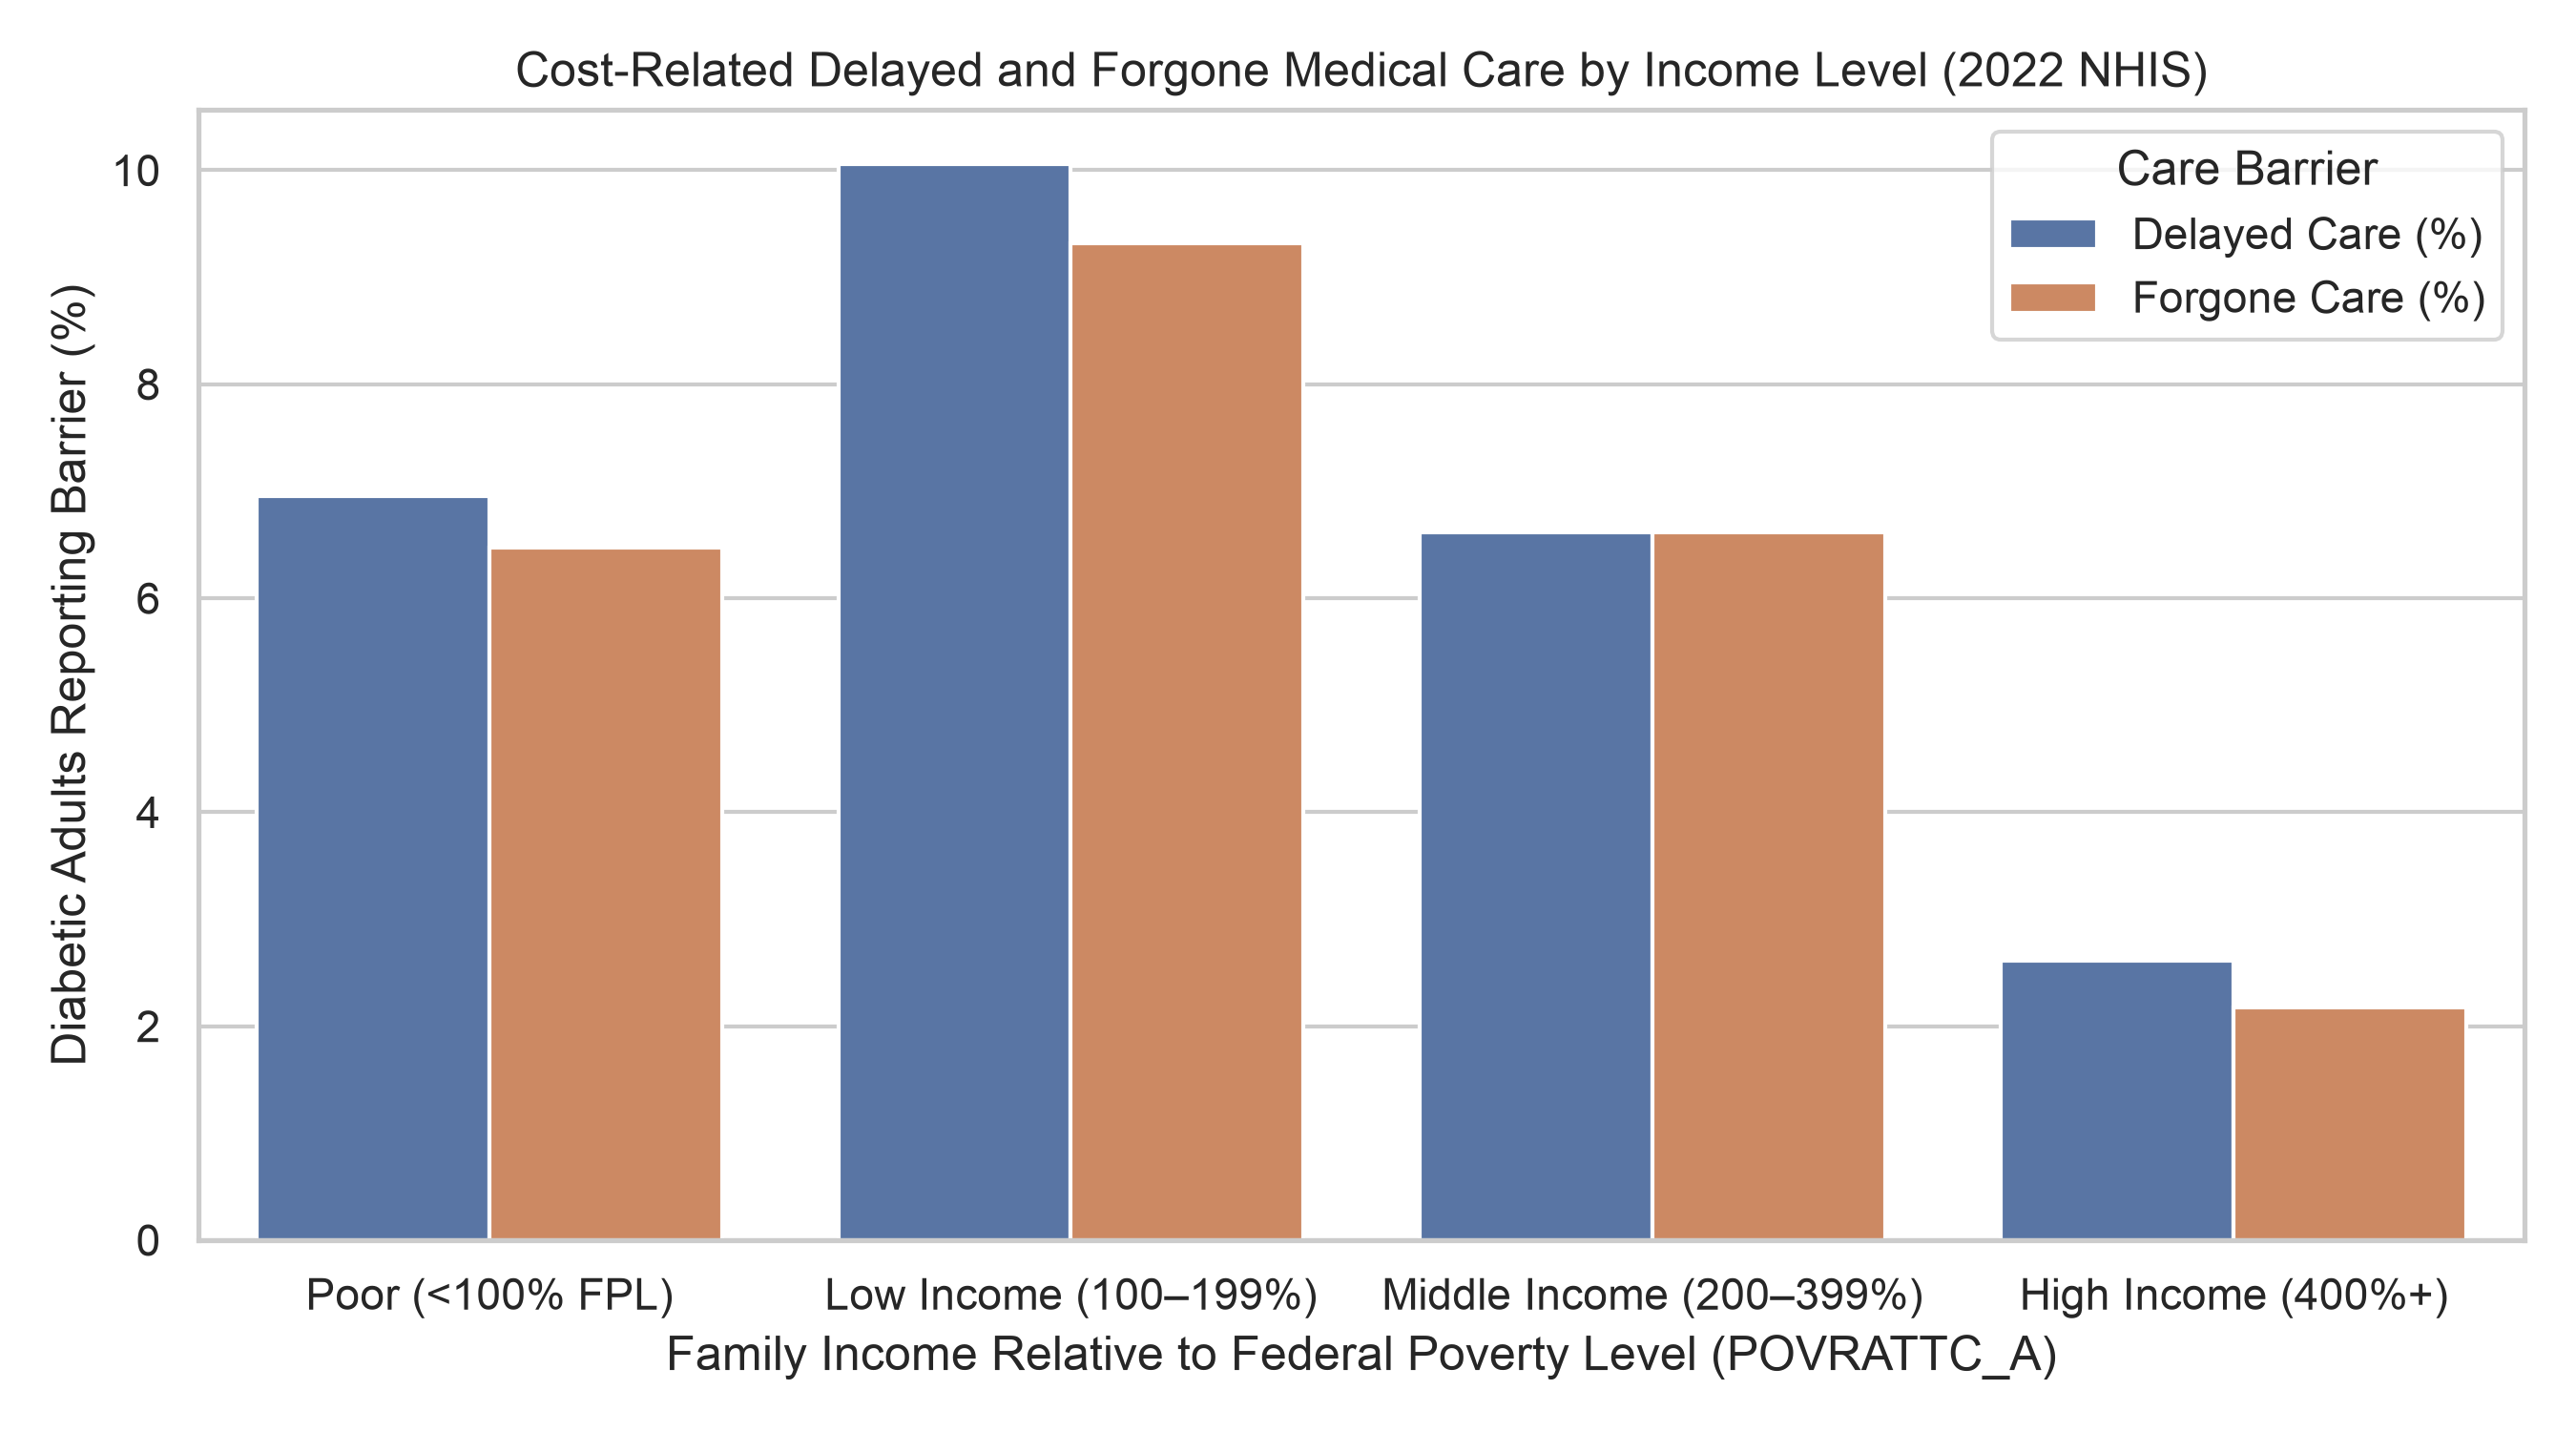 Cost-Related Delayed and Forgone Medical Care by Income Level (2022 NHIS)
Care Barrier
Delayed Care (%)
Forgone Care (%)
Diabetic Adults Reporting Barrier (%)
10
8
6
4
2
0
Poor (<100% FPL)
Low Income (100–199%)
Middle Income (200–399%)
High Income (400%+)
Family Income Relative to Federal Poverty Level (POVRATTC_A)